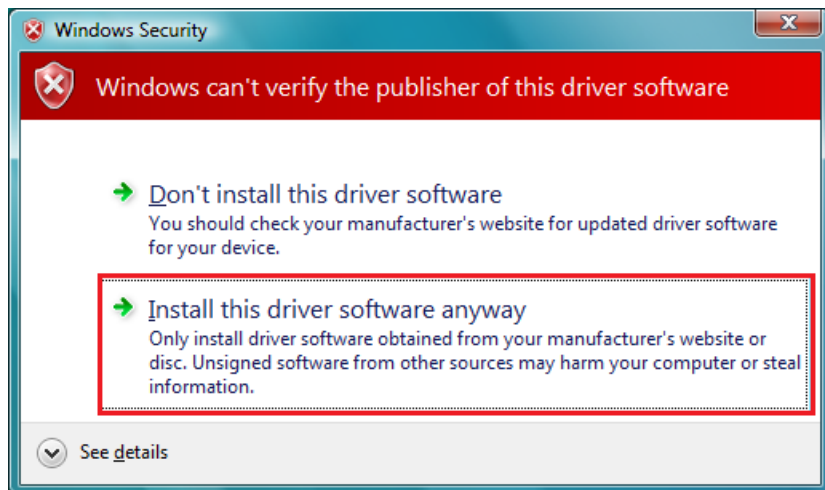 Windows Security
Windows can't verify the publisher of this driver software
Don't install this driver software
You should check your manufacturer's website for updated driver software
for your device.
Install this driver software anyway
Only install driver software obtained from your manufacturer's website or
disc. Unsigned software from other sources may harm your computer or steal
information.
See details